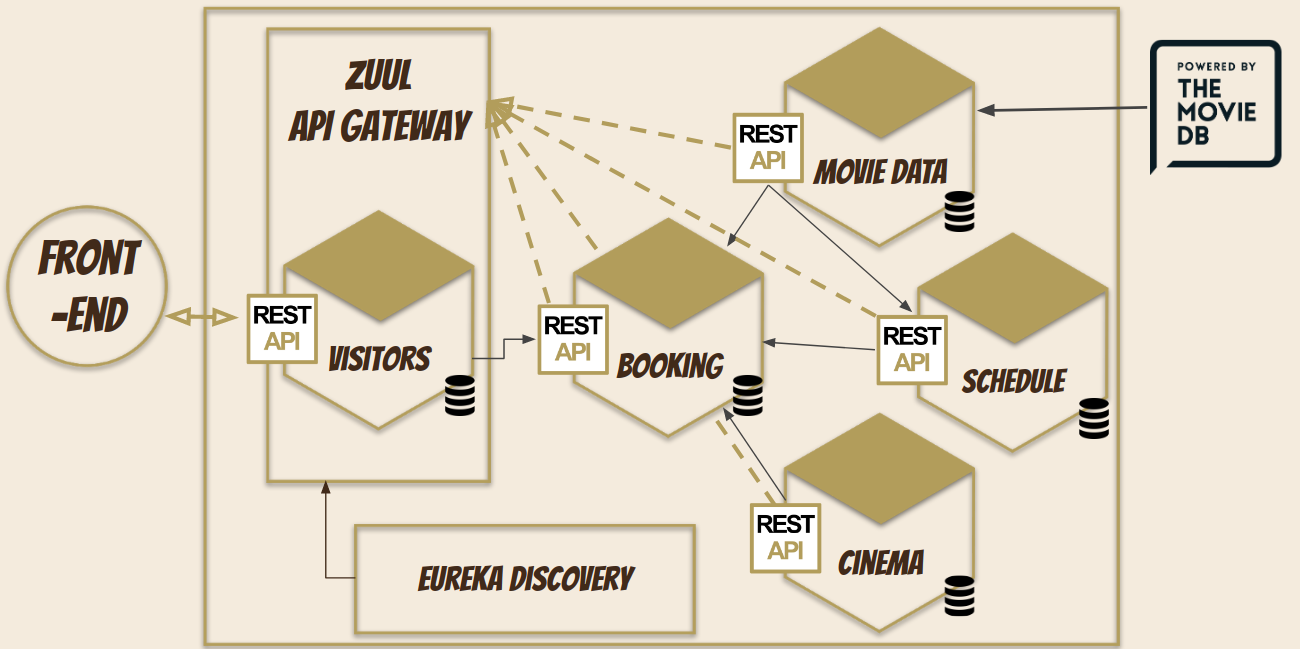 ZUUL
API GATEWAY
POWERED BY
THE
MOVIE
DB
REST
API
MOVIE DATA
FRONT
-END
REST
API
VISITORS
REST
API
BOOKING
REST
API
SCHEDULE
REST
API
CINEMA
EUREKA DISCOVERY